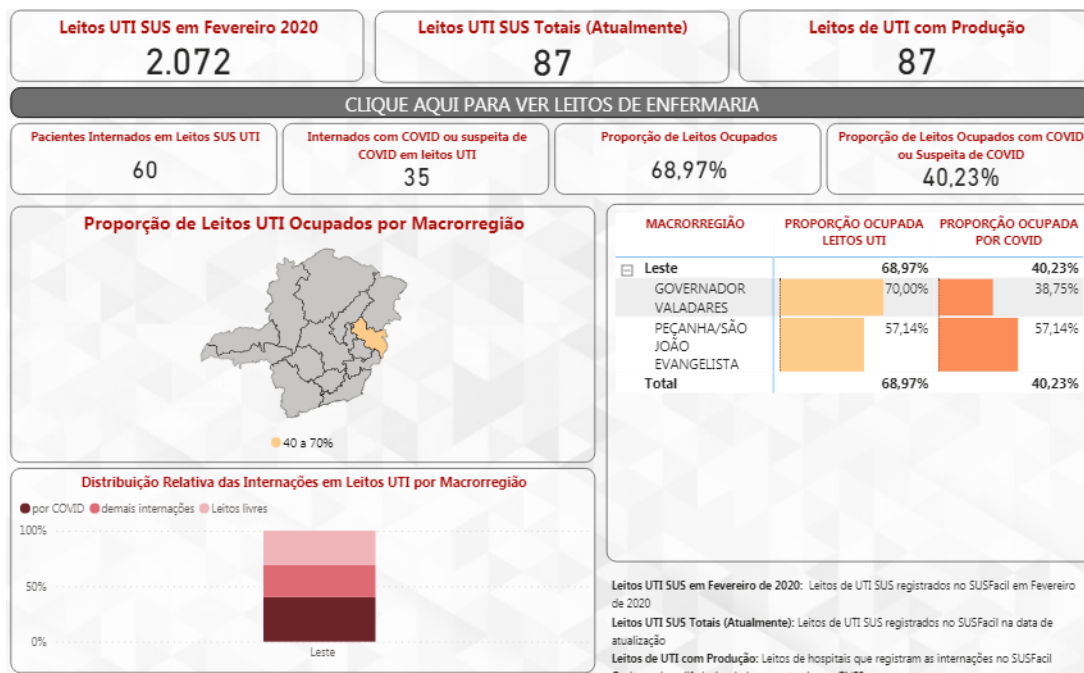 Leitos UTI SUS em Fevereiro 2020
2.072
Leitos UTI SUS Totais (Atualmente)
87
Leitos de UTI com Produção
87
CLIQUE AQUI PARA VER LEITOS DE ENFERMARIA
Pacientes Internados em Leitos SUS UTI
60
Internados com COVID ou suspeita de
COVID em leitos UTI
35
Proporção de Leitos Ocupados
68,97%
Proporção de Leitos Ocupados com COVID
ou Suspeita de COVID
40,23%
Proporção de Leitos UTI Ocupados por Macrorregião
40 a 70%
MACRORREGIÃO PROPORÇÃO OCUPADA PROPORÇÃO OCUPADA
LEITOS UTI POR COVID
Leste 68,97% 40,23%
GOVERNADOR 70,00% 38,75%
VALADARES
PEÇANHA/SÃO 57,14% 57,14%
JOÃO
EVANGELISTA
Total 68,97% 40,23%
Distribuição Relativa das Internações em Leitos UTI por Macrorregião
por COVID demais internações Leitos livres
100%
50%
0%
Leste
Leitos UTI SUS em Fevereiro de 2020: Leitos de UTI SUS registrados no SUSFacil em Fevereiro
de 2020
Leitos UTI SUS Totais (Atualmente): Leitos de UTI SUS registrados no SUSFacil na data de
atualização
Leitos de UTI com Produção: Leitos de hospitais que registram as internações no SUSFacil